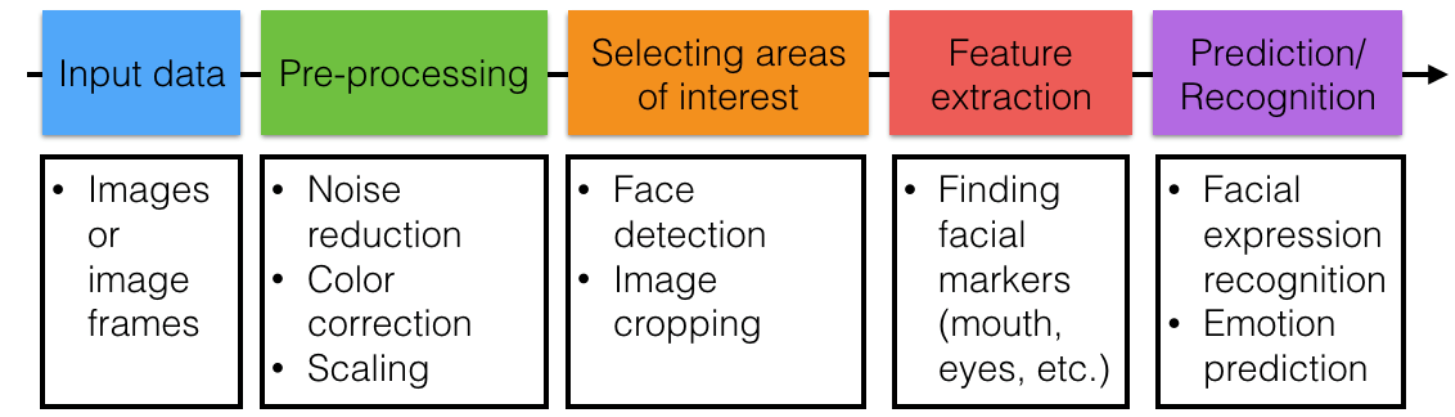 Input data
Pre-processing
Selecting areas
of interest
Feature
extraction
Prediction/
Recognition
• Images
or
image
frames
• Noise
reduction
• Color
correction
• Scaling
• Face
detection
• Image
cropping
• Finding
facial
markers
(mouth,
eyes, etc.)
• Facial
expression
recognition
• Emotion
prediction